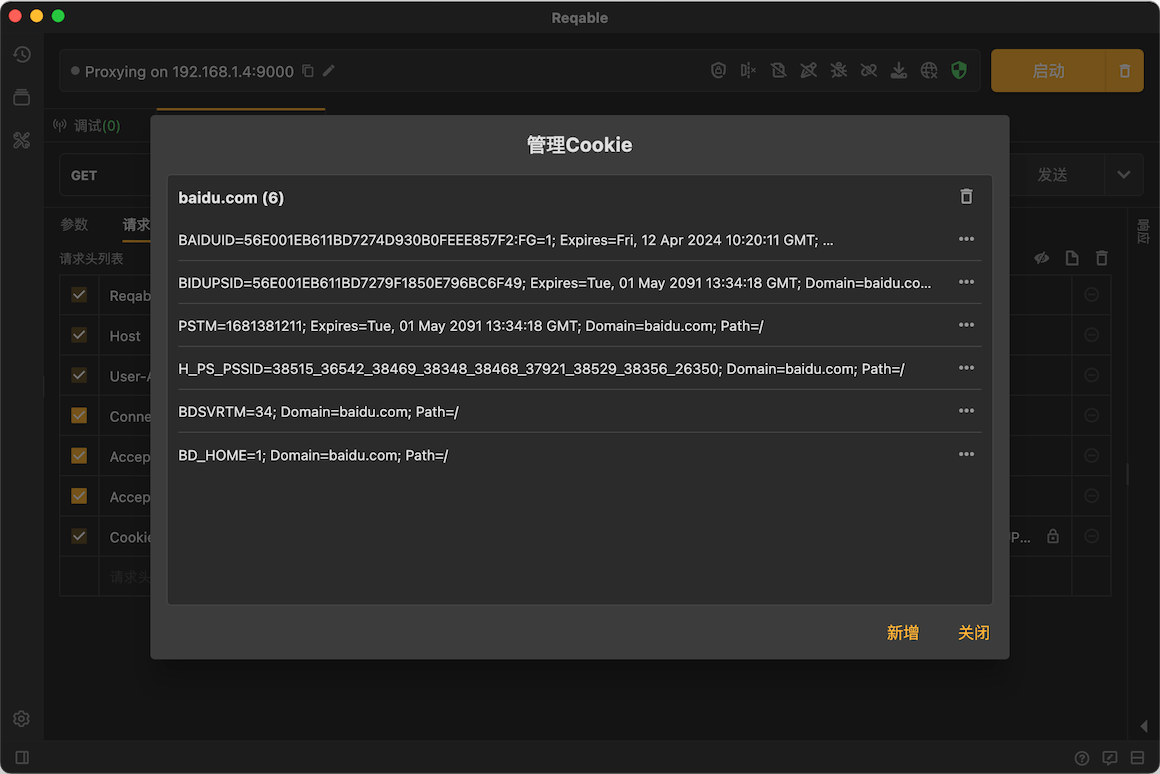 Reqable
Proxying on 192.168.1.4:9000
启动
调试(0)
GET
发送
参数
请求
响应
请求头列表
Reqab
Host
User-A
Conne
Accep
Accep
Cookie
P...
请求头
管理Cookie
baidu.com (6)
BAIDUID=56E001EB611BD7274D930B0FEEE857F2:FG=1; Expires=Fri, 12 Apr 2024 10:20:11 GMT; ...
BIDUPSID=56E001EB611BD7279F1850E796BC6F49; Expires=Tue, 01 May 2091 13:34:18 GMT; Domain=baidu.co...
PSTM=1681381211; Expires=Tue, 01 May 2091 13:34:18 GMT; Domain=baidu.com; Path=/
H_PS_PSSID=38515_36542_38469_38348_38468_37921_38529_38356_26350; Domain=baidu.com; Path=/
BDSVRTM=34; Domain=baidu.com; Path=/
BD_HOME=1; Domain=baidu.com; Path=/
新增
关闭